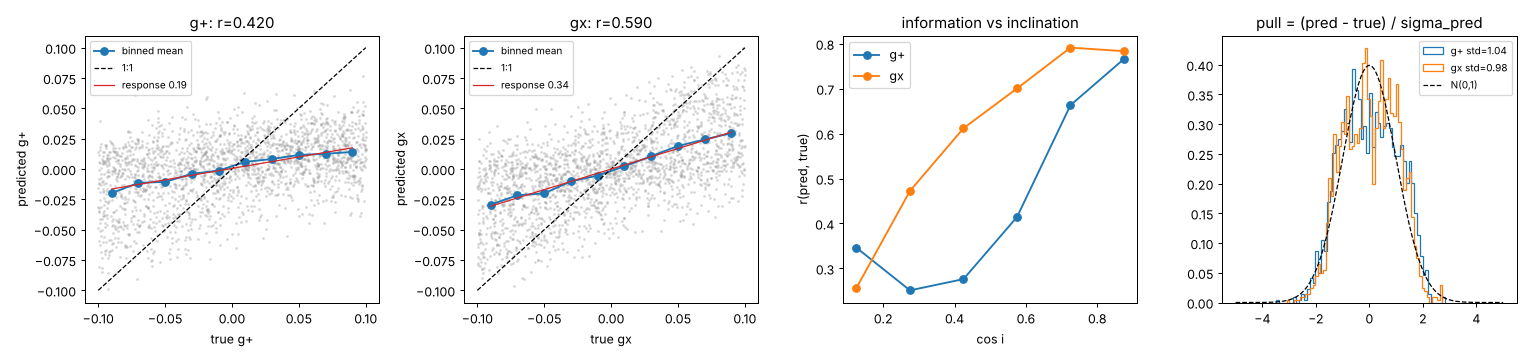 g+: r=0.420
0.100
0.075
0.050
0.025
0.000
−0.025
−0.050
−0.075
−0.100
predicted g+
binned mean
1:1
response 0.19
−0.10
−0.05
0.00
0.05
0.10
true g+
gx: r=0.590
0.100
0.075
0.050
0.025
0.000
−0.025
−0.050
−0.075
−0.100
predicted gx
binned mean
1:1
response 0.34
−0.10
−0.05
0.00
0.05
0.10
true gx
information vs inclination
0.8
0.7
0.6
0.5
0.4
0.3
r(pred, true)
g+
gx
0.2
0.4
0.6
0.8
cos i
pull = (pred - true) / sigma_pred
0.40
0.35
0.30
0.25
0.20
0.15
0.10
0.05
0.00
g+ std=1.04
gx std=0.98
N(0,1)
−4
−2
0
2
4